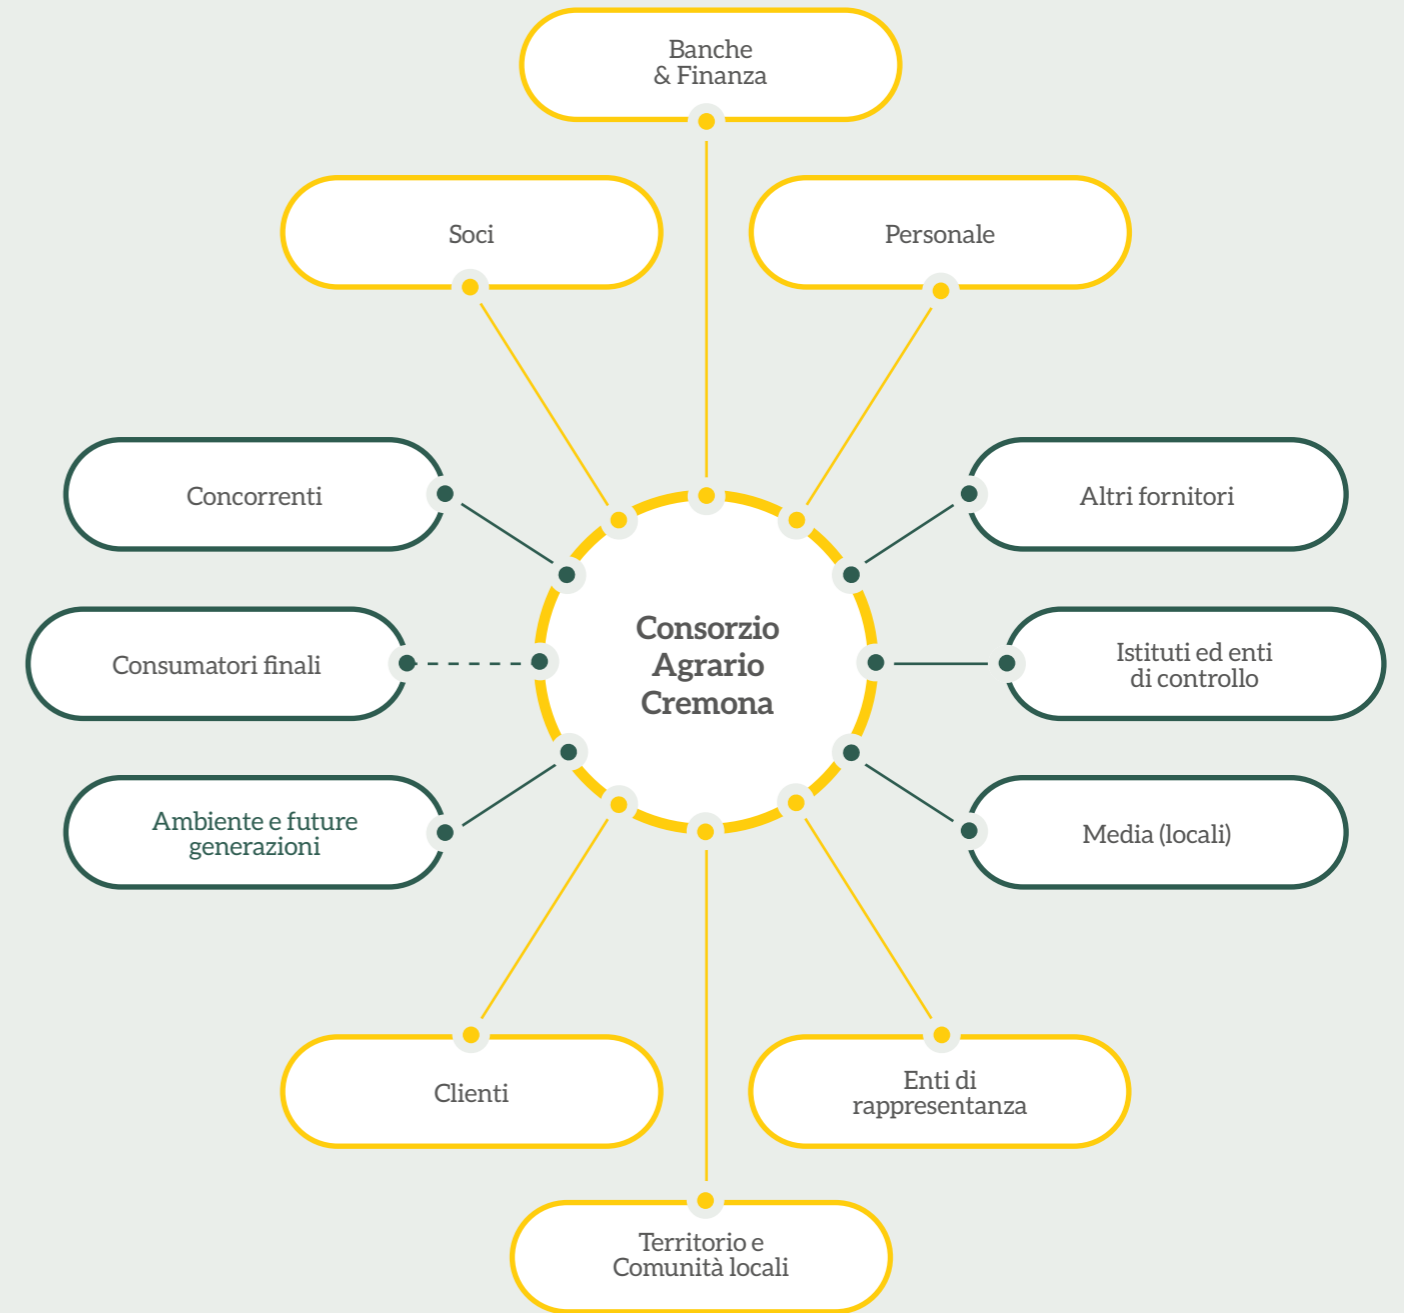 Banche
& Finanza
Soci
Personale
Concorrenti
Altri fornitori
Consorzio
Agrario
Cremona
Consumatori finali
Istituti ed enti
di controllo
Ambiente e future
generazioni
Media (locali)
Clienti
Enti di
rappresentanza
Territorio e
Comunità locali